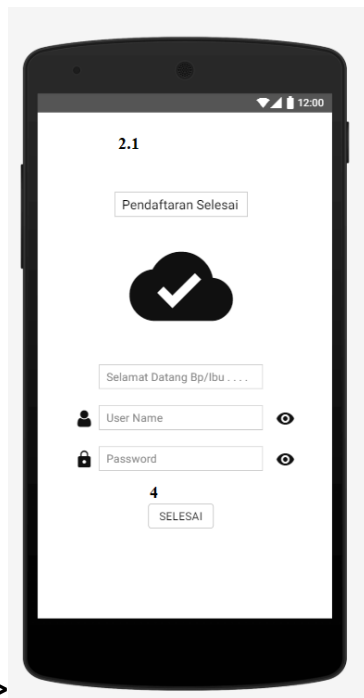 12:00
2.1
Pendaftaran Selesai
Selamat Datang Bp/Ibu . . . .
User Name
Password
4
SELESAI
>